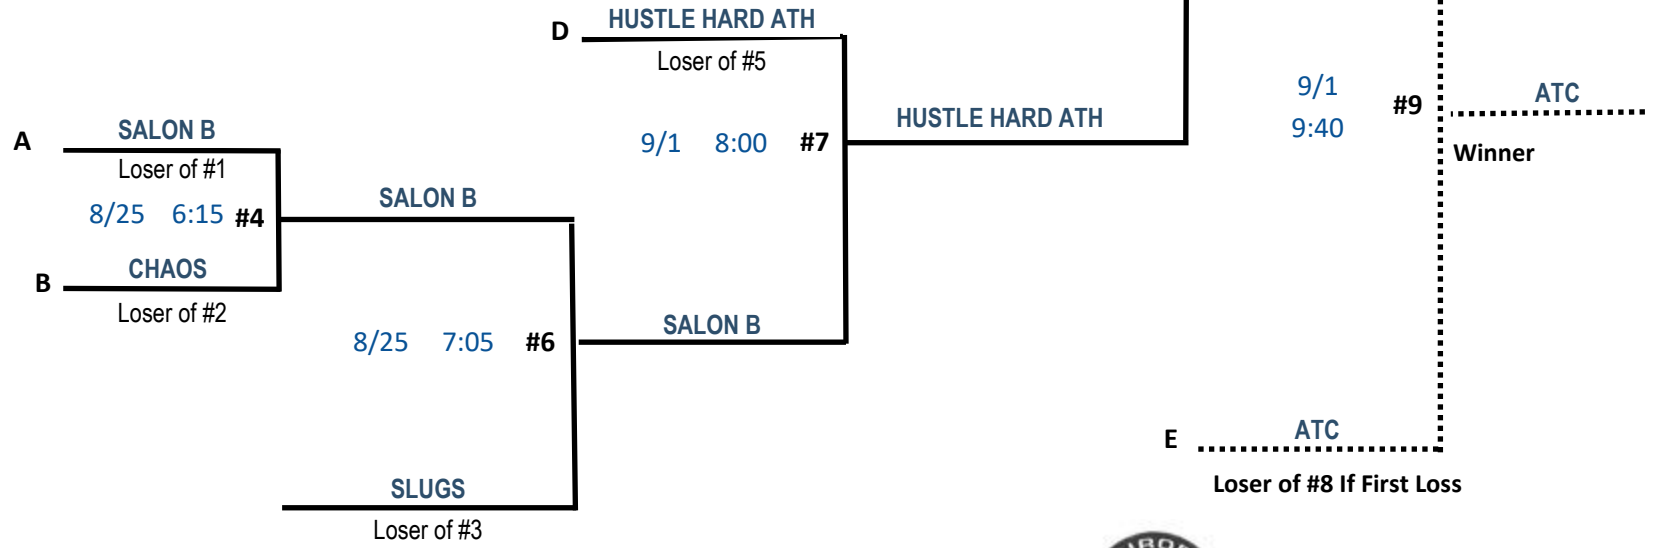 D HUSTLE HARD ATH
Loser of #5
9/1 8:00 #7
HUSTLE HARD ATH
9/1
9:40
#9
ATC
Winner
A SALON B
Loser of #1
8/25 6:15 #4
SALON B
B CHAOS
Loser of #2
8/25 7:05 #6
SALON B
SLUGS
Loser of #3
E ATC
Loser of #8 If First Loss